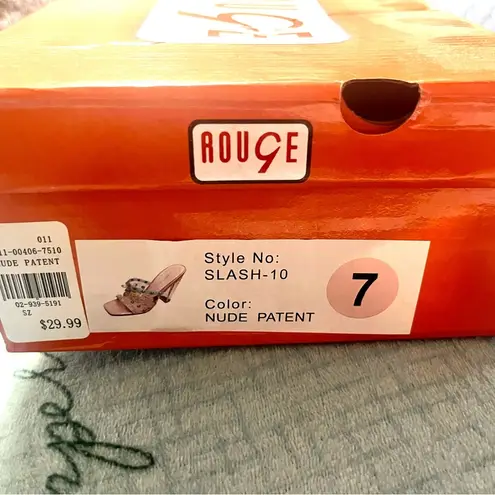 ROUGE
011
11-00406-7510
NUDE PATENT
02-939-5191
SZ
$29.99
Style No:
SLASH-10
Color:
NUDE PATENT
7